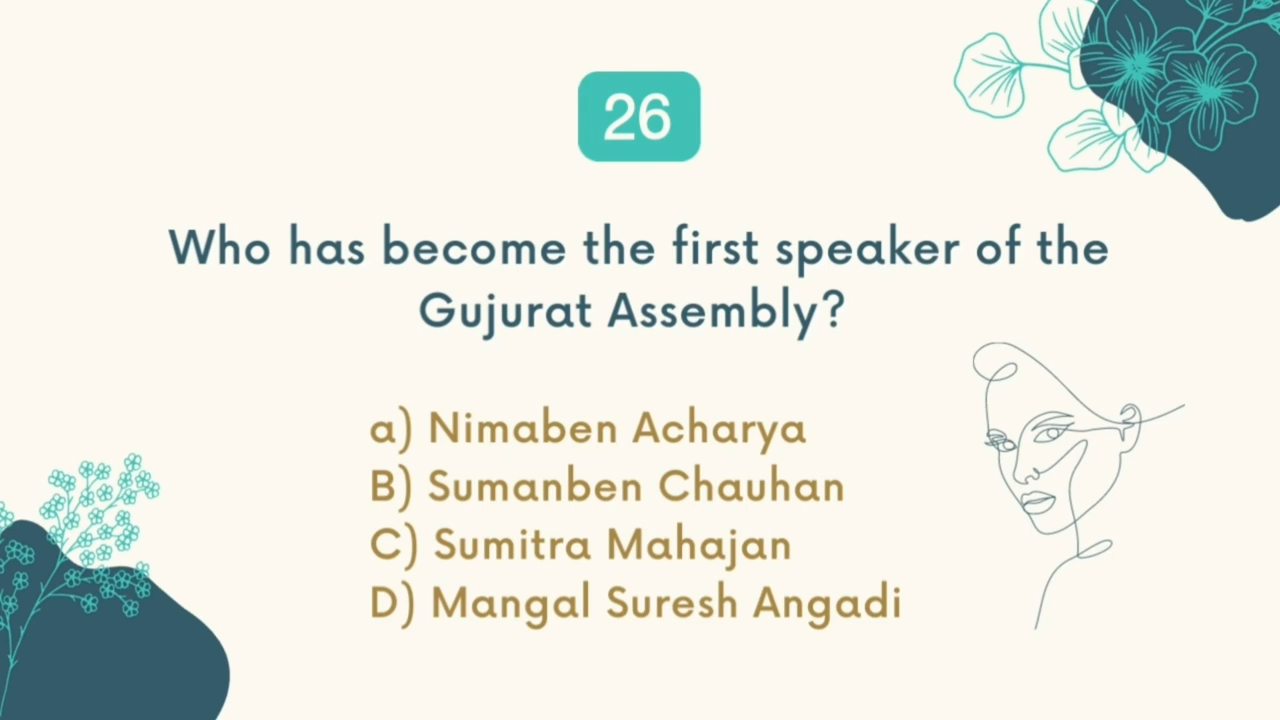 26
Who has become the first speaker of the
Gujurat Assembly?
a) Nimaben Acharya
B) Sumanben Chauhan
C) Sumitra Mahajan
D) Mangal Suresh Angadi